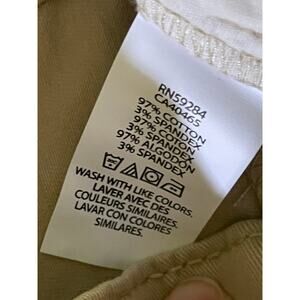 RN59284
CA40465
97% COTTON
3% SPANDEX
97% COTON
3% SPANDEX
97% ALGODON
3% SPANDEX
WASH WITH LIKE COLORS.
LAVER AVEC DES
COULEURS SIMILAIRES.
LAVAR CON COLORES
SIMILARES.